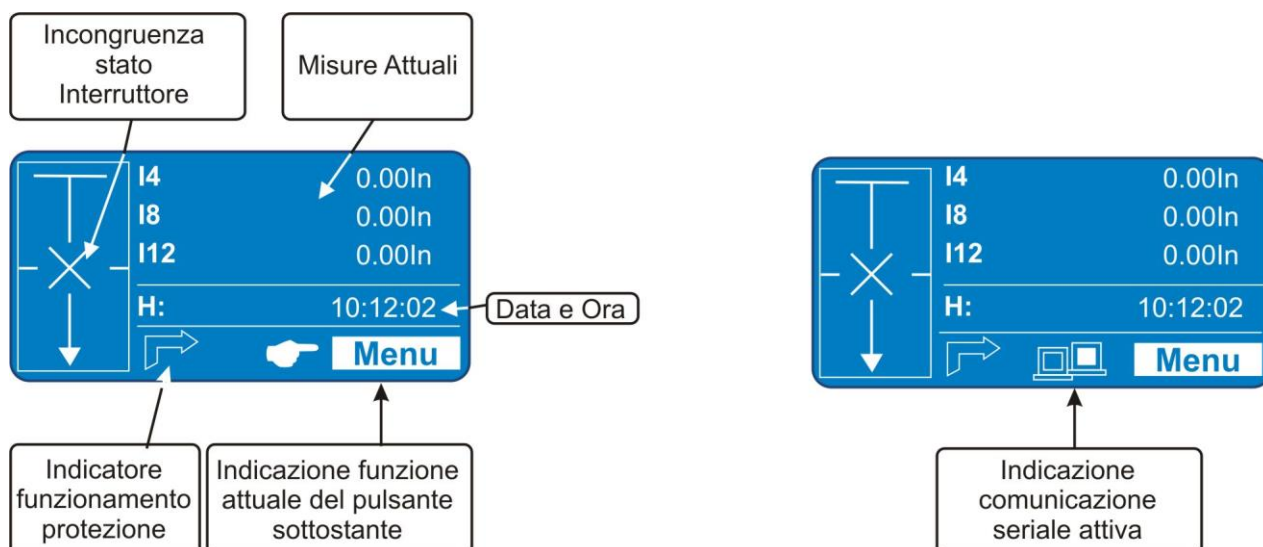 Incongruenza
stato
Interruttore
Misure Attuali
I4 0.00In
I8 0.00In
I12 0.00In
H: 10:12:02
Menu
Data e Ora
Indicatore
funzionamento
protezione
Indicazione funzione
attuale del pulsante
sottostante
I4 0.00In
I8 0.00In
I12 0.00In
H: 10:12:02
Menu
Indicazione
comunicazione
seriale attiva